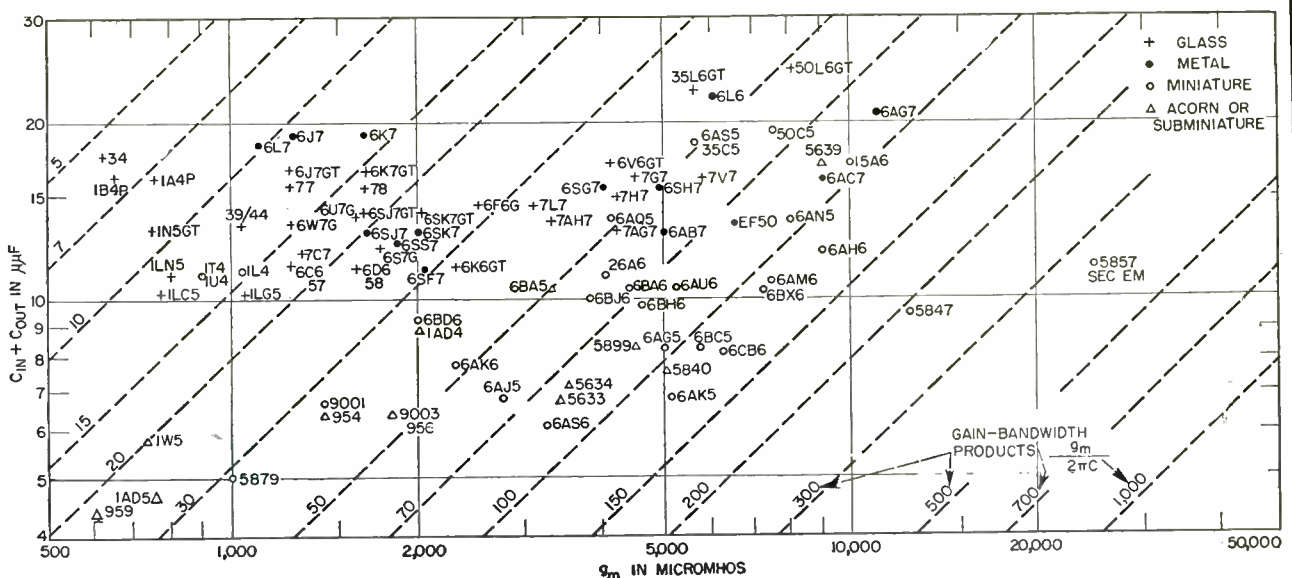 30
20
15
10
9
8
7
6
5
4
C_IN + C_OUT IN μμF
500
1,000
2,000
5,000
10,000
20,000
50,000
g_m IN MICROMHOS
+ GLASS
● METAL
○ MINIATURE
△ ACORN OR
SUBMINIATURE
5
7
10
15
20
30
50
70
100
150
200
300
500
700
1,000
GAIN-BANDWIDTH
PRODUCTS
g_m
2πC
35L6GT
50L6GT
6L6
6AG7
6J7
6K7
6L7
6AS5
35C5
50C5
5639
15A6
6AC7
34
1B4P
1A4P
6J7GT
77
6K7GT
78
6V6GT
7G7
7V7
6SG7
7H7
6SH7
39/44
6U7G
6SJ7GT
6SK7GT
6F6G
7L7
1N5GT
6W7G
6SJ7
6SK7
7AH7
6AQ5
7AG7
6AB7
EF50
6AN5
6SS7
6S7G
7C7
6AH6
1LN5
1T4
1U4
1L4
6C6
57
6D6
58
6SF7
6K6GT
26A6
5857
SEC EM
1LC5
1LG5
6BA5
6BJ6
6BA6
6AU6
6BH6
6AM6
6BX6
5847
6BD6
1AD4
6AG5
6BC5
5899
6CB6
6AK6
5840
6AJ5
5634
5633
6AK5
9001
954
9003
956
6AS6
1W5
5879
1AD5
959